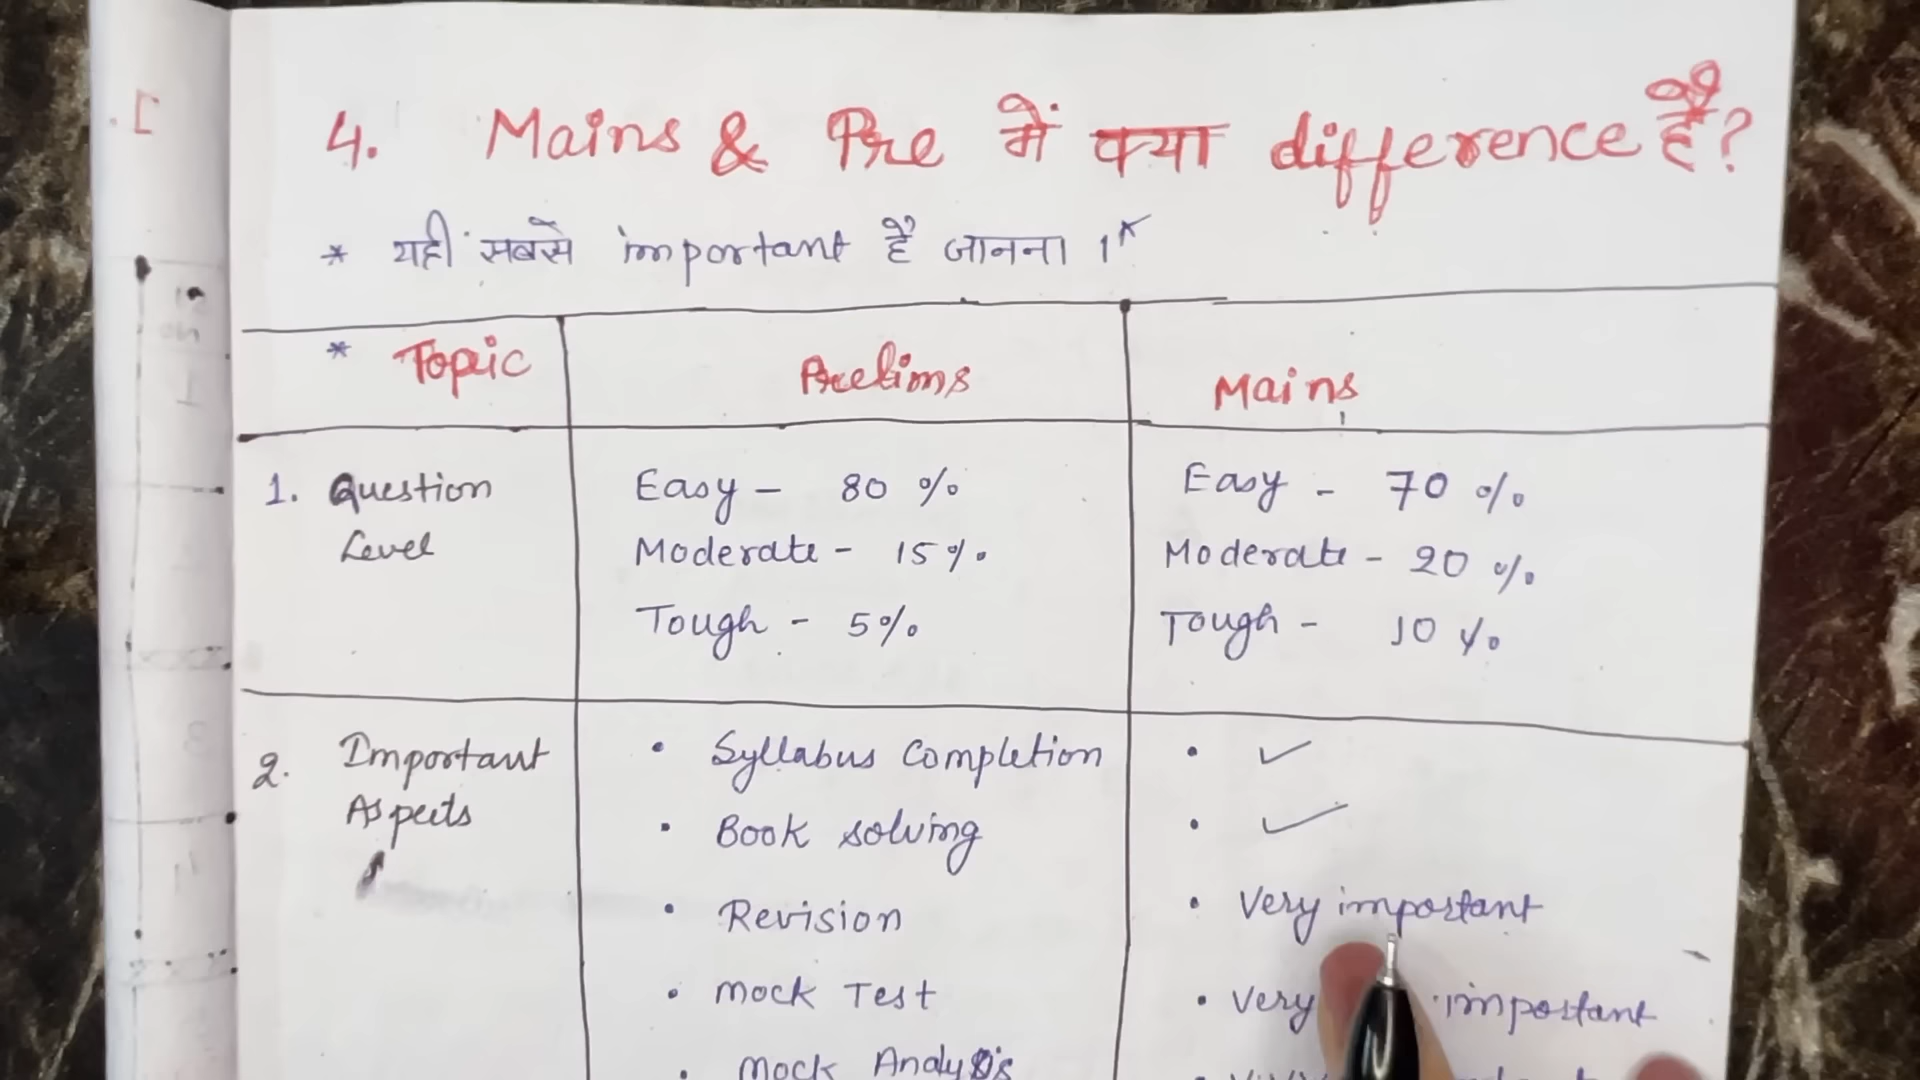 4. Mains & Pre में क्या difference है?
* यही सबसे important है जानना ।*
* Topic Prelims Mains
1. Question Level
Easy - 80 %
Moderate - 15%
Tough - 5%
Easy - 70 %
Moderate - 20 %
Tough - 10 %
2. Important Aspects
• Syllabus Completion • ✓
• Book solving • ✓
• Revision • Very important
• Mock Test • Very important
• Mock Analysis